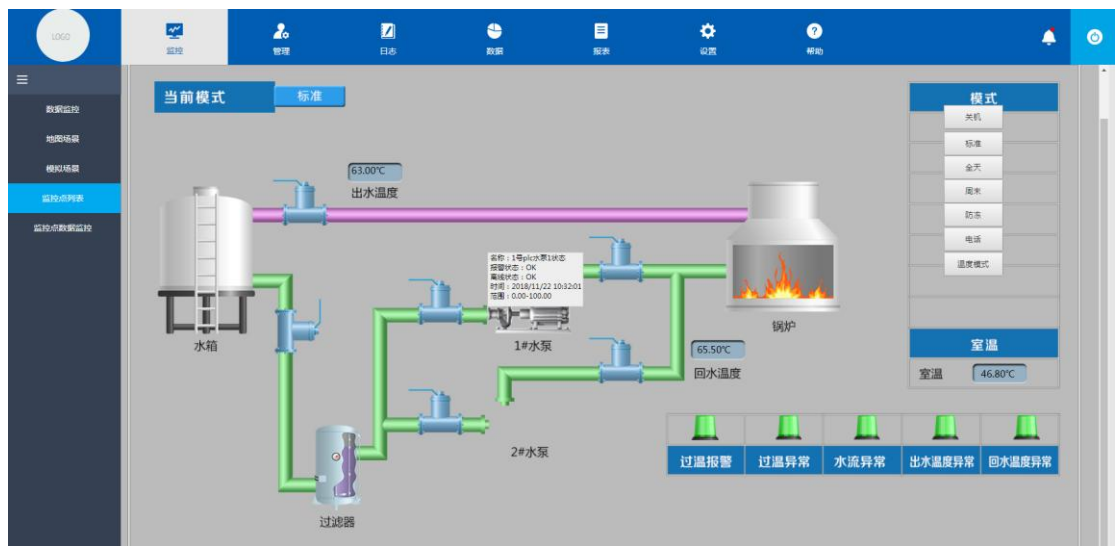 LOGO
监控
管理
日志
数据
报表
设置
帮助
数据监控
地图场景
模拟场景
监控点列表
监控点数据监控
当前模式
标准
63.00℃
出水温度
水箱
名称：1号plc水泵1状态
报警状态：OK
离线状态：OK
时间：2018/11/22 10:32:01
范围：0.00-100.00
1#水泵
2#水泵
过滤器
锅炉
65.50℃
回水温度
模式
关机
标准
全天
周末
防冻
电话
温度模式
室温
室温
46.80℃
过温报警
过温异常
水流异常
出水温度异常
回水温度异常